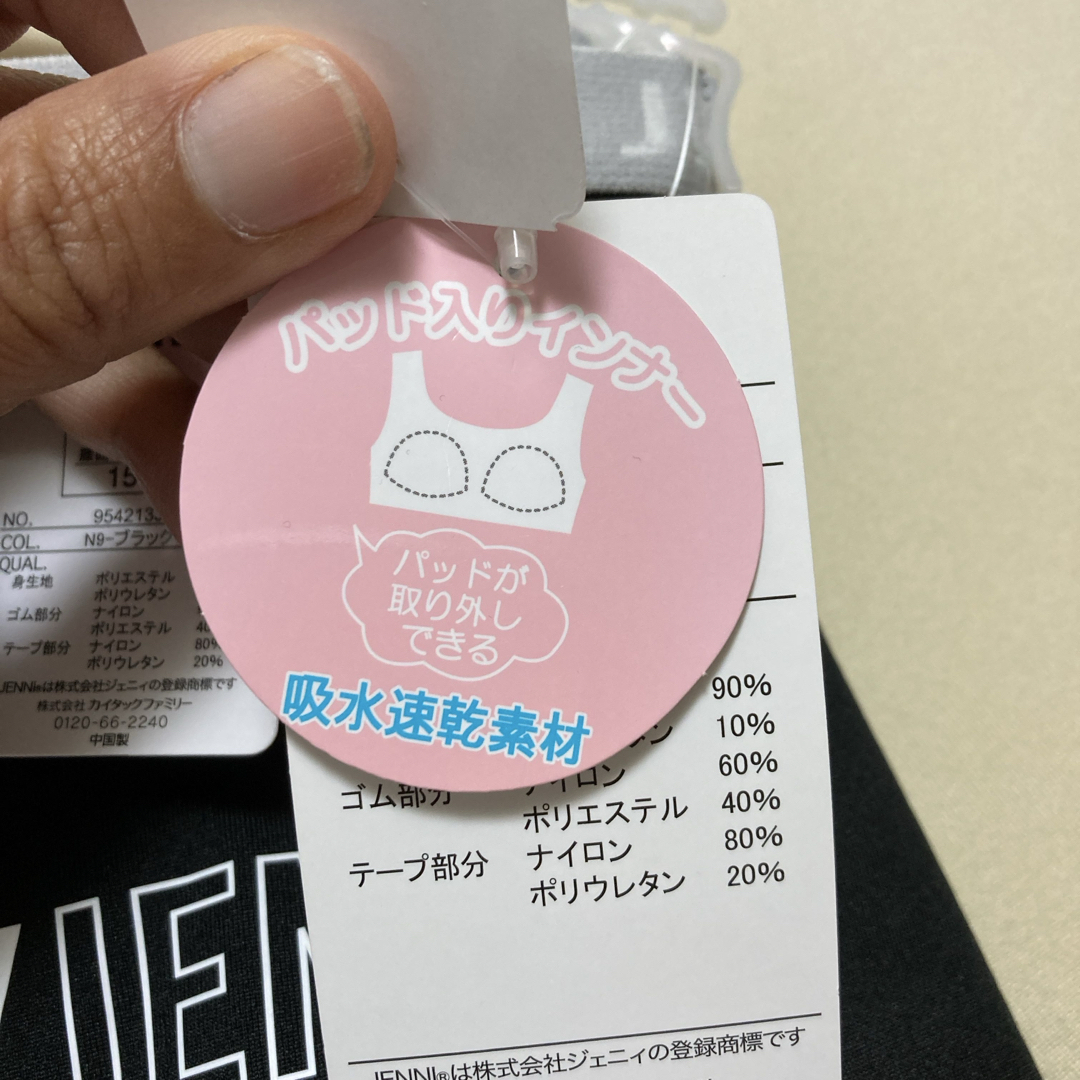 J
パッド入りインナー
パッドが
取り外し
できる
吸水速乾素材
15
NO.
COL. N9-ブラック
QUAL.
身生地 ポリエステル
ポリウレタン
ゴム部分 ナイロン
ポリエステル
テープ部分 ナイロン 80%
ポリウレタン 20%
JENNI®は株式会社ジェニィの登録商標です
株式会社 カイタックファミリー
0120-66-2240
中国製
90%
10%
ゴム部分 ナイロン 60%
ポリエステル 40%
テープ部分 ナイロン 80%
ポリウレタン 20%
JENNI®は株式会社ジェニィの登録商標です
JEN